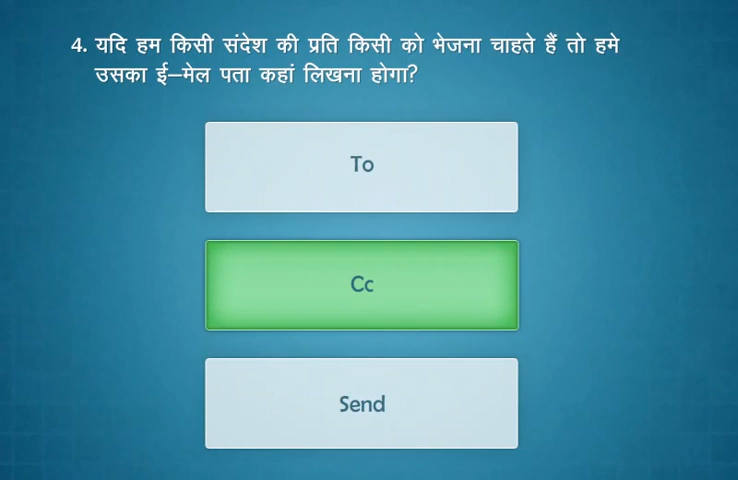 4. यदि हम किसी संदेश की प्रति किसी को भेजना चाहते हैं तो हमे
उसका ई–मेल पता कहां लिखना होगा?
To
Cc
Send